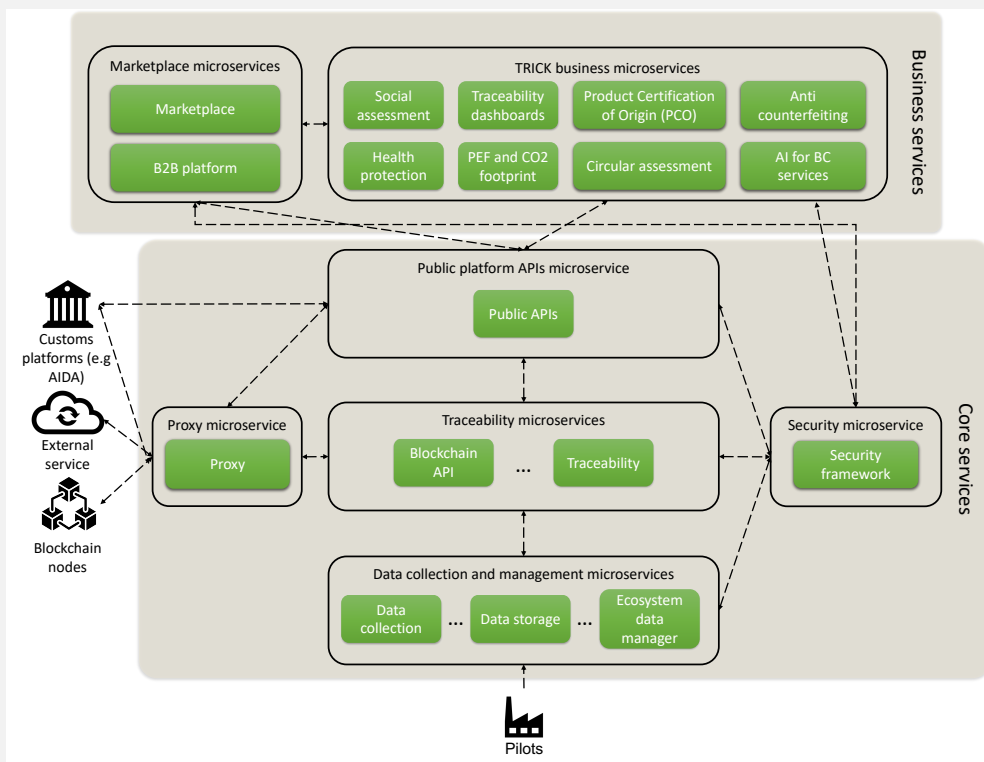 Marketplace microservices
Marketplace
B2B platform
TRICK business microservices
Social
assessment
Traceability
dashboards
Product Certification
of Origin (PCO)
Anti
counterfeiting
Health
protection
PEF and CO2
footprint
Circular assessment
AI for BC
services
Business services
Public platform APIs microservice
Public APIs
Customs
platforms (e.g
AIDA)
External
service
Blockchain
nodes
Proxy microservice
Proxy
Traceability microservices
Blockchain
API
...
Traceability
Security microservice
Security
framework
Core services
Data collection and management microservices
Data
collection
...
Data storage
...
Ecosystem
data
manager
Pilots